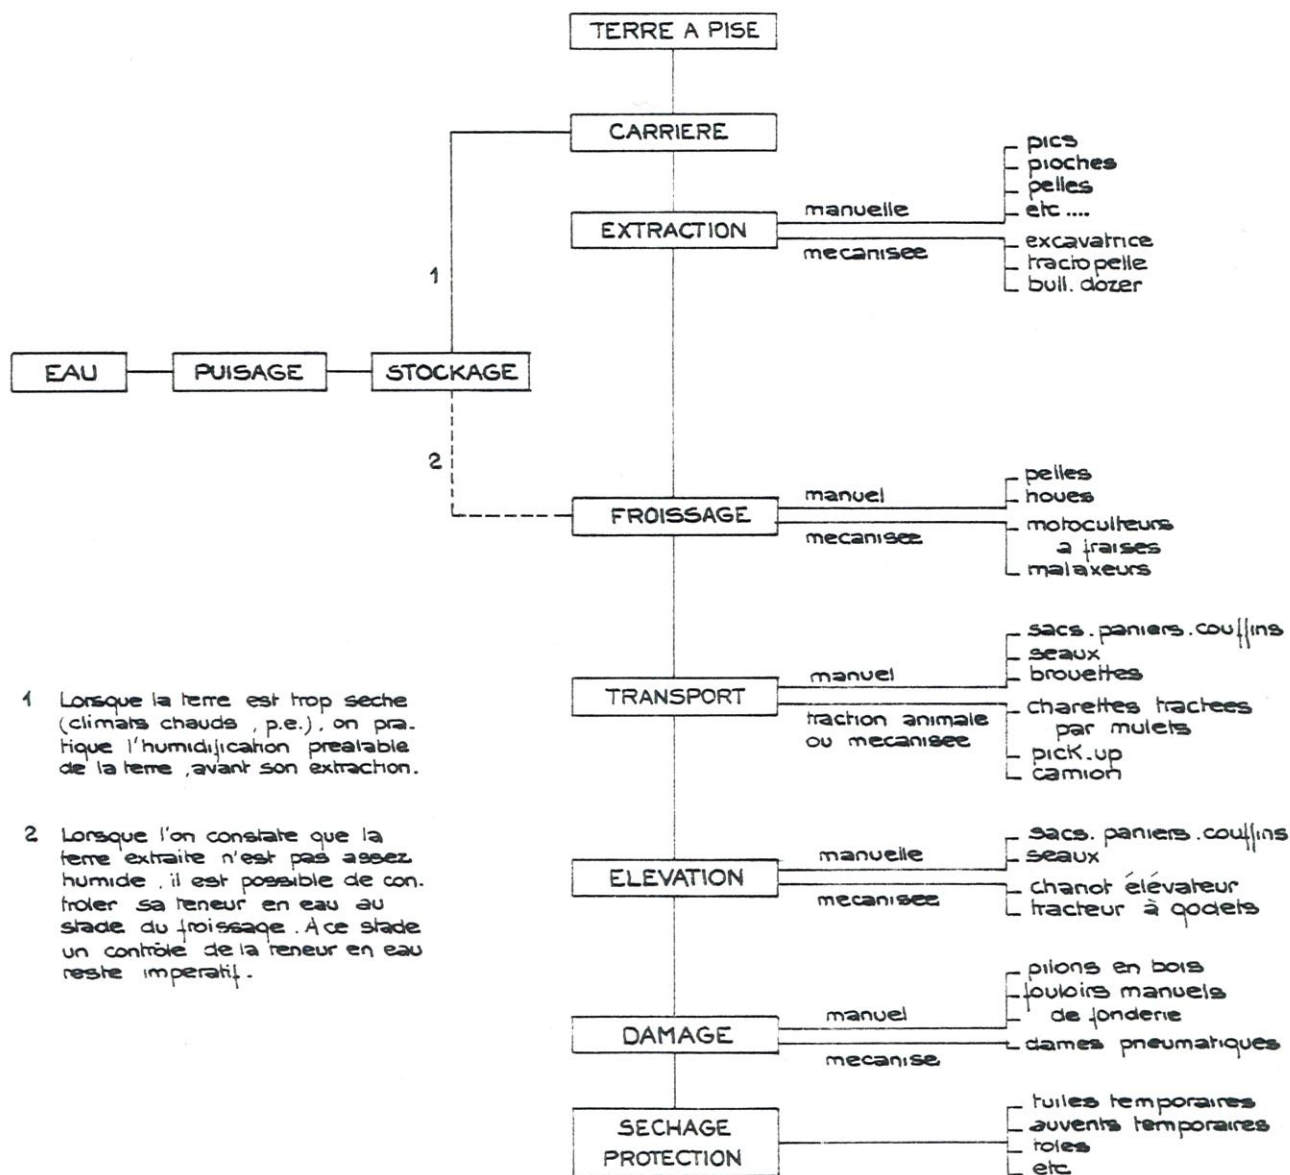 TERRE A PISE
CARRIERE
EXTRACTION
manuelle
pics
pioches
pelles
etc ....
mecanisee
excavatrice
tractopelle
bull. dozer
1
EAU
PUISAGE
STOCKAGE
2
FROISSAGE
manuel
pelles
houes
mecanisee
motoculteurs
a fraises
malaxeurs
TRANSPORT
manuel
sacs. paniers. couffins
seaux
brouettes
traction animale
ou mecanisee
charettes tractees
par mulets
pick.up
camion
1 Lorsque la terre est trop seche
(climats chauds, p.e.), on pra.
tique l'humidification prealable
de la terre, avant son extraction.
2 Lorsque l'on constate que la
terre extraite n'est pas assez
humide, il est possible de con.
troler sa teneur en eau au
stade du froissage. A ce stade
un contrôle de la teneur en eau
reste imperatif.
ELEVATION
manuelle
sacs. paniers. couffins
seaux
mecanisee
chariot élévateur
tracteur à godets
DAMAGE
manuel
pilons en bois
fouloirs manuels
de fonderie
mecanise
dames pneumatiques
SECHAGE
PROTECTION
tuiles temporaires
auvents temporaires
toles
etc